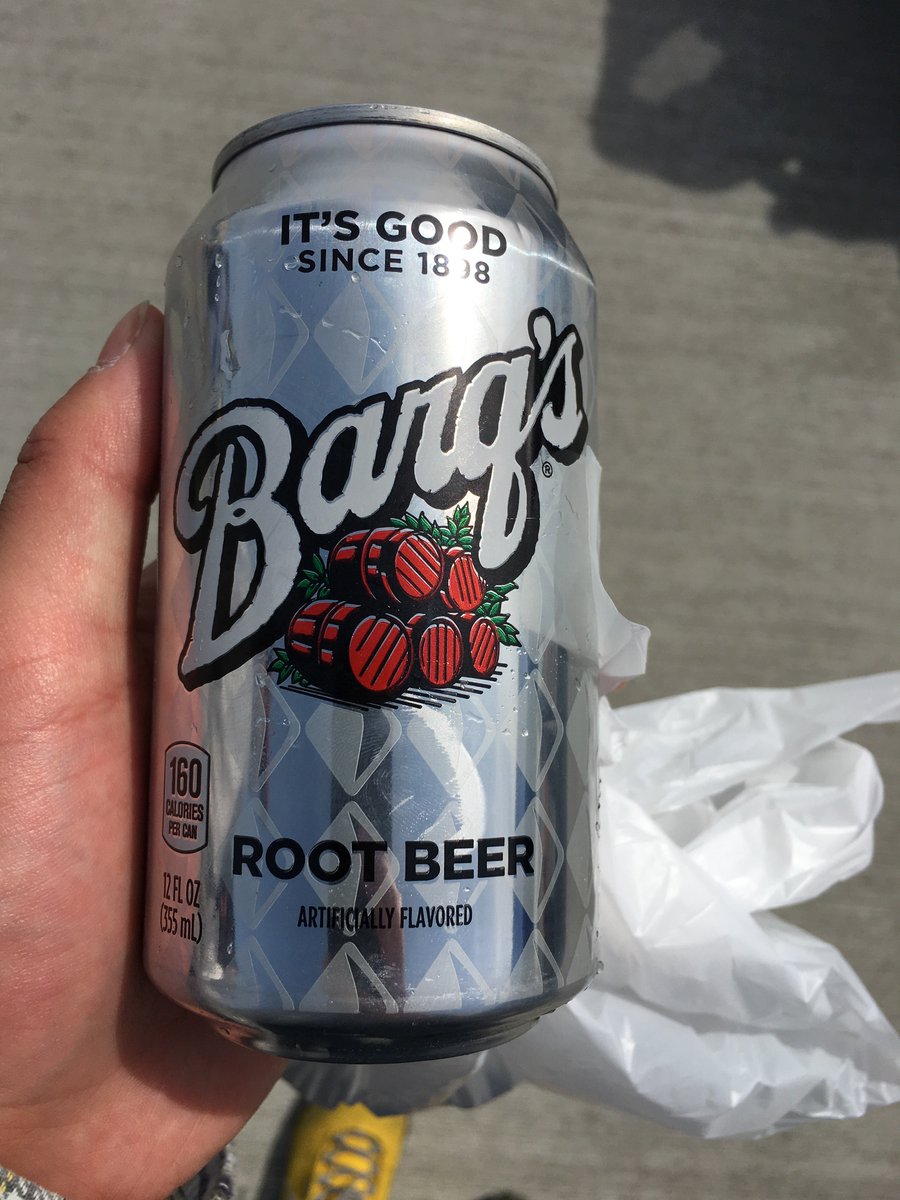 IT'S GOOD
SINCE 1898
Barq's®
160
CALORIES
PER CAN
12 FL OZ
(355 mL)
ROOT BEER
ARTIFICIALLY FLAVORED